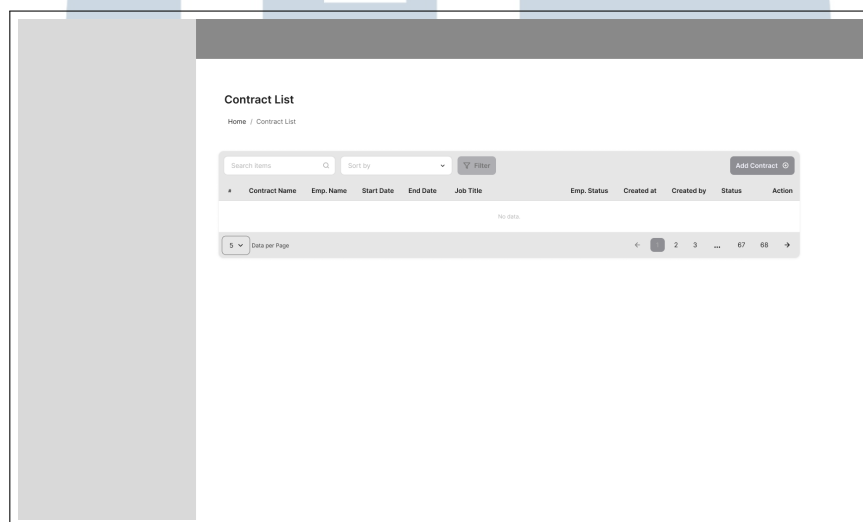 Contract List
Home / Contract List
Search items Sort by Filter Add Contract
# Contract Name Emp. Name Start Date End Date Job Title Emp. Status Created at Created by Status Action
No data
5 Data per Page ← 1 2 3 ... 67 68 →